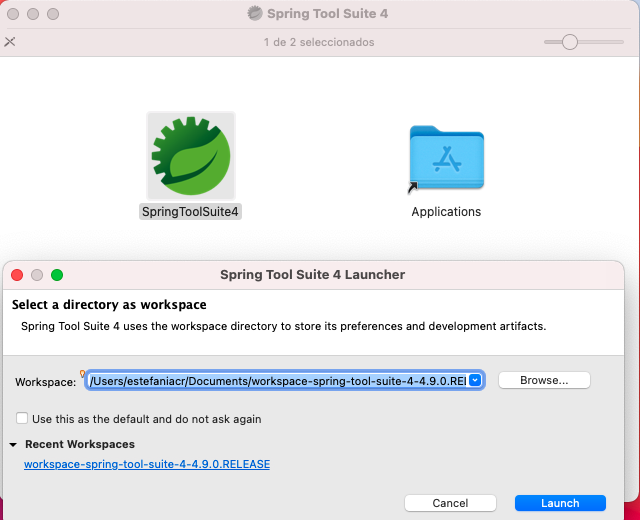 Spring Tool Suite 4
1 de 2 seleccionados
SpringToolSuite4
Applications
Spring Tool Suite 4 Launcher
Select a directory as workspace
Spring Tool Suite 4 uses the workspace directory to store its preferences and development artifacts.
Workspace: /Users/estefaniacr/Documents/workspace-spring-tool-suite-4-4.9.0.REI Browse...
Use this as the default and do not ask again
Recent Workspaces
workspace-spring-tool-suite-4-4.9.0.RELEASE
Cancel Launch